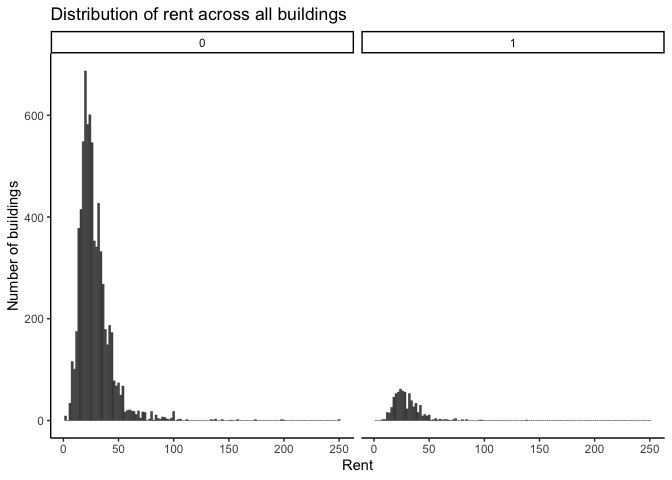 Distribution of rent across all buildings
0 1
Number of buildings
600
400
200
0
0 50 100 150 200 250 0 50 100 150 200 250
Rent